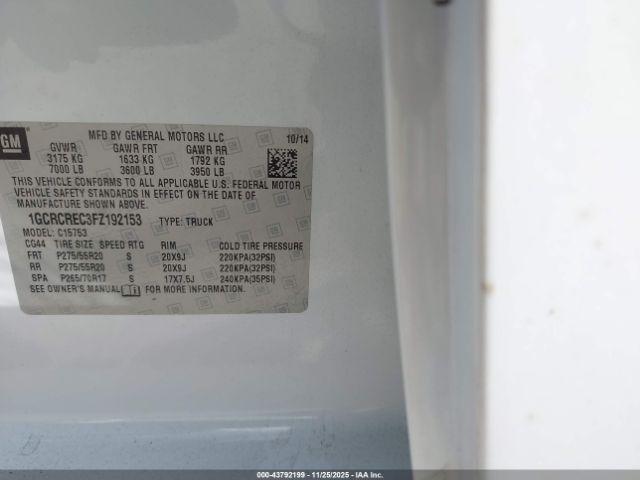 GM
MFD BY GENERAL MOTORS LLC 10/14
GVWR GAWR FRT GAWR RR
3175 KG 1633 KG 1792 KG
7000 LB 3600 LB 3950 LB
THIS VEHICLE CONFORMS TO ALL APPLICABLE U.S. FEDERAL MOTOR
VEHICLE SAFETY STANDARDS IN EFFECT ON THE DATE OF
MANUFACTURE SHOWN ABOVE.
1GCRCREC3FZ192153 TYPE: TRUCK
MODEL: C15753
CG44 TIRE SIZE SPEED RTG RIM COLD TIRE PRESSURE
FRT P275/55R20 S 20X9J 220KPA(32PSI)
RR P275/55R20 S 20X9J 220KPA(32PSI)
SPA P265/70R17 S 17X7.5J 240KPA(35PSI)
SEE OWNER'S MANUAL FOR MORE INFORMATION.
000-43792199 - 11/25/2025 - IAAI.COM